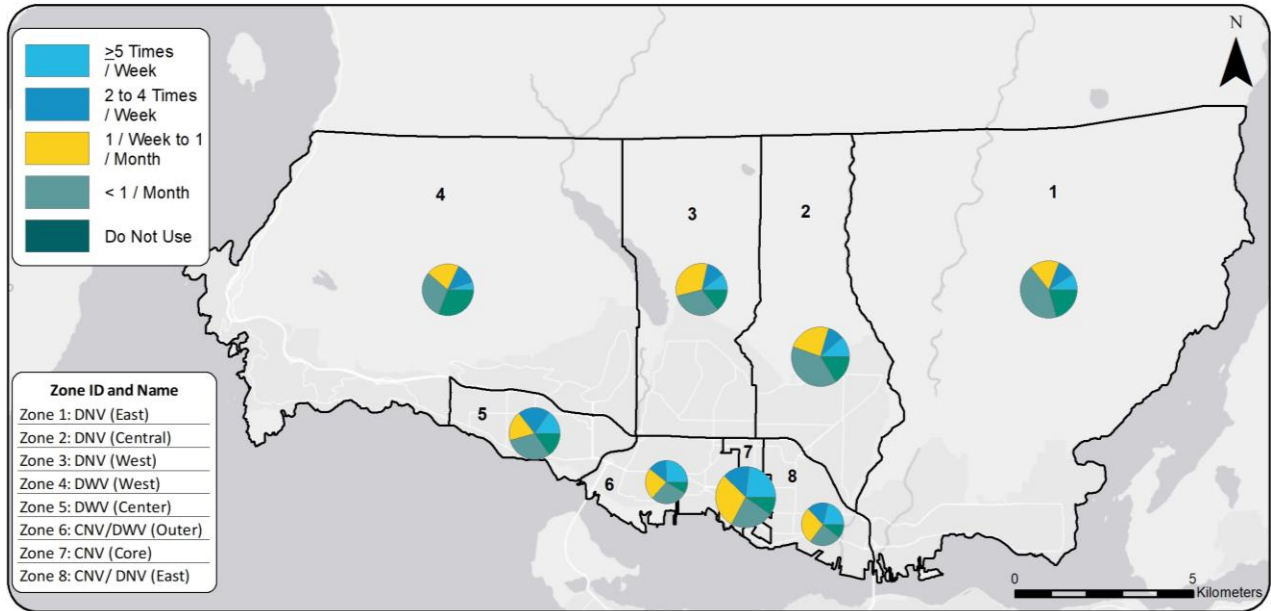 >5 Times
/ Week
2 to 4 Times
/ Week
1 / Week to 1
/ Month
< 1 / Month
Do Not Use
N
4
3
2
1
5
6
7
8
Zone ID and Name
Zone 1: DNV (East)
Zone 2: DNV (Central)
Zone 3: DNV (West)
Zone 4: DWV (West)
Zone 5: DWV (Center)
Zone 6: CNV/DWV (Outer)
Zone 7: CNV (Core)
Zone 8: CNV/ DNV (East)
0 5
Kilometers